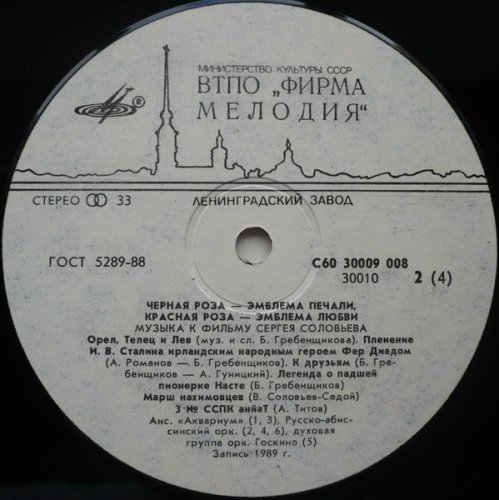 МИНИСТЕРСТВО КУЛЬТУРЫ СССР
ВТПО „ФИРМА
МЕЛОДИЯ“
®
СТЕРЕО 33
ЛЕНИНГРАДСКИЙ ЗАВОД
ГОСТ 5289-88
С60 30009 008
30010 2 (4)
ЧЕРНАЯ РОЗА — ЭМБЛЕМА ПЕЧАЛИ,
КРАСНАЯ РОЗА — ЭМБЛЕМА ЛЮБВИ
МУЗЫКА К ФИЛЬМУ СЕРГЕЯ СОЛОВЬЕВА
Орел, Телец и Лев (муз. и сл. Б. Гребенщикова). Пленение
И. В. Сталина ирландским народным героем Фер Диадом
(А. Романов — Б. Гребенщиков). К друзьям (Б. Гребенщиков — А. Гуницкий). Легенда о падшей
пионерке Насте (Б. Гребенщиков)
Марш нахимовцев (В. Соловьев-Седой)
3 № ССПК анйаТ (А. Титов)
Анс. «Аквариум» (1, 3), Русско-абис-
синский орк. (2, 4, 6), духовая
группа орк. Госкино (5)
Запись 1989 г.